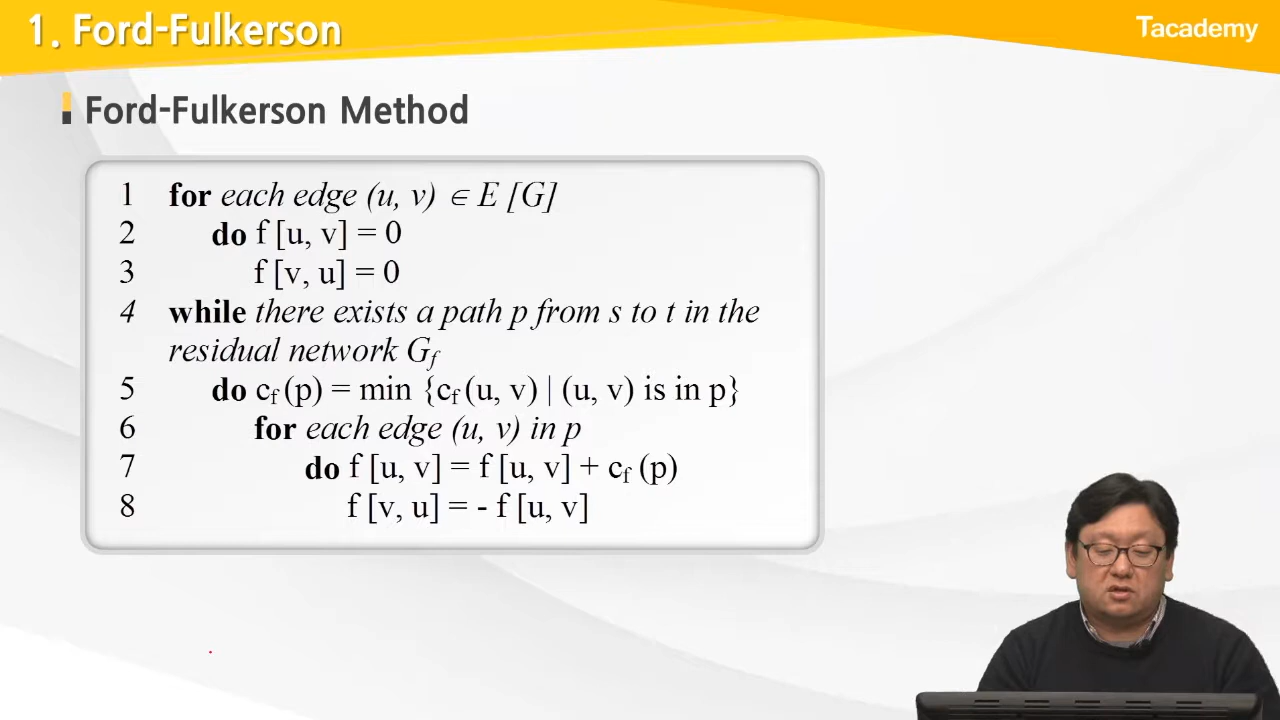 1. Ford-Fulkerson
Tacademy
Ford-Fulkerson Method
1 for each edge (u, v) ∈ E [G]
2 do f [u, v] = 0
3 f [v, u] = 0
4 while there exists a path p from s to t in the
residual network Gf
5 do cf (p) = min {cf (u, v) | (u, v) is in p}
6 for each edge (u, v) in p
7 do f [u, v] = f [u, v] + cf (p)
8 f [v, u] = - f [u, v]